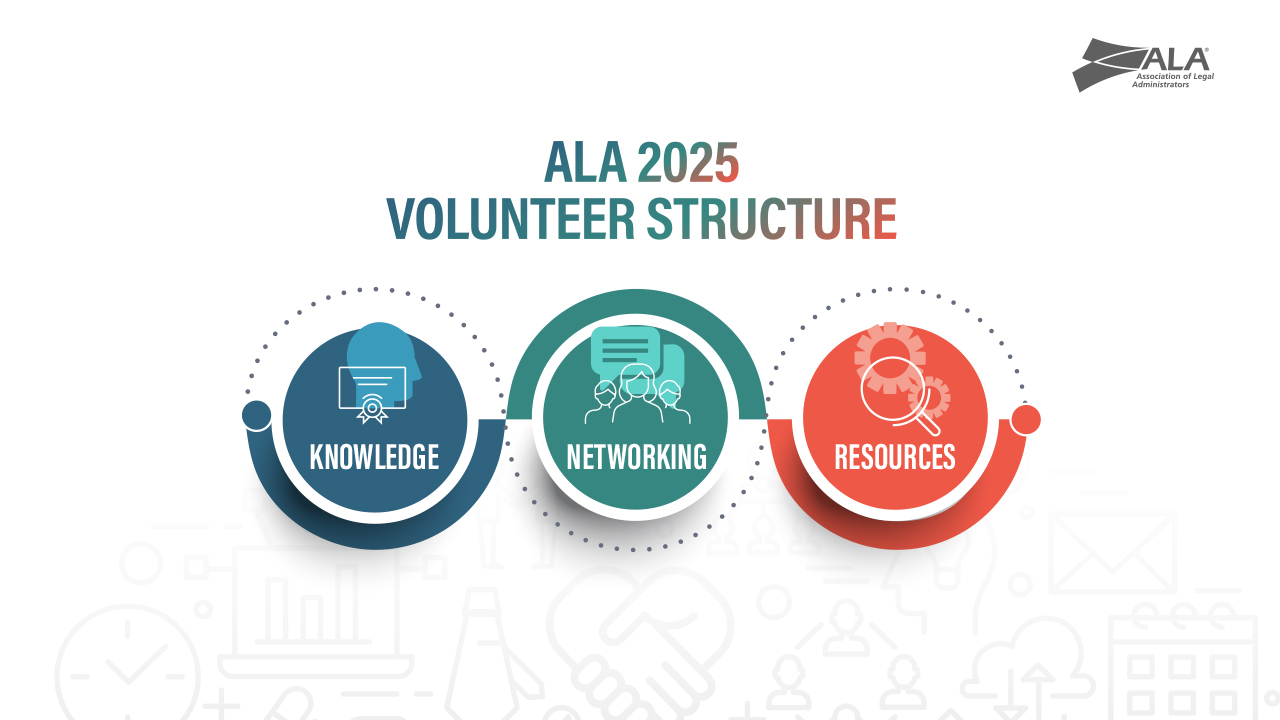 ALA®
Association of Legal
Administrators
ALA 2025
VOLUNTEER STRUCTURE
KNOWLEDGE
NETWORKING
RESOURCES